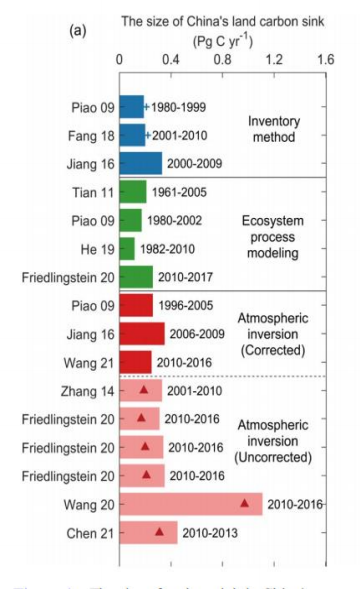 (a)
The size of China's land carbon sink
(Pg C yr-1)
0 0.4 0.8 1.2 1.6
Piao 09 +1980-1999
Fang 18 +2001-2010
Jiang 16 2000-2009
Inventory
method
Tian 11 1961-2005
Piao 09 1980-2002
He 19 1982-2010
Friedlingstein 20 2010-2017
Ecosystem
process
modeling
Piao 09 1996-2005
Jiang 16 2006-2009
Wang 21 2010-2016
Atmospheric
inversion
(Corrected)
Zhang 14 2001-2010
Friedlingstein 20 2010-2016
Friedlingstein 20 2010-2016
Friedlingstein 20 2010-2016
Wang 20 2010-2016
Chen 21 2010-2013
Atmospheric
inversion
(Uncorrected)